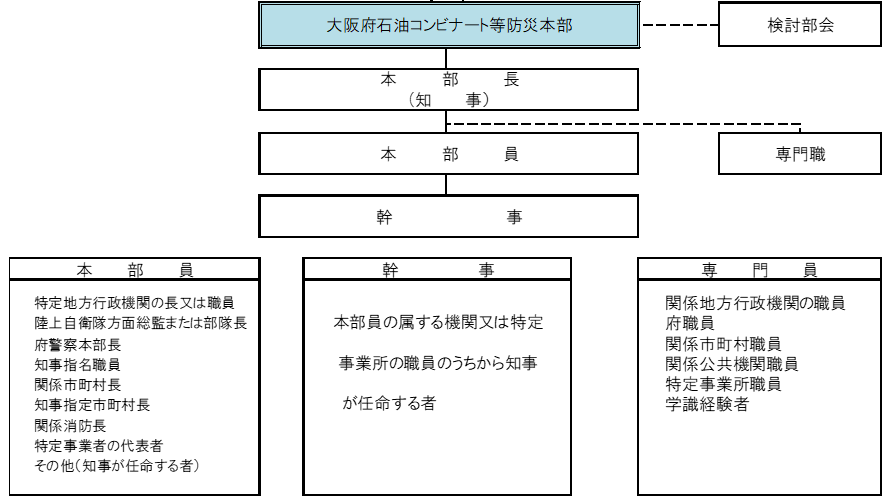 大阪府石油コンビナート等防災本部
検討部会
本部長
（知事）
本部員
専門職
幹事
本部員
特定地方行政機関の長又は職員
陸上自衛隊方面総監または部隊長
府警察本部長
知事指名職員
関係市町村長
知事指定市町村長
関係消防長
特定事業者の代表者
その他（知事が任命する者）
幹事
本部員の属する機関又は特定
事業所の職員のうちから知事
が任命する者
専門員
関係地方行政機関の職員
府職員
関係市町村職員
関係公共機関職員
特定事業所職員
学識経験者